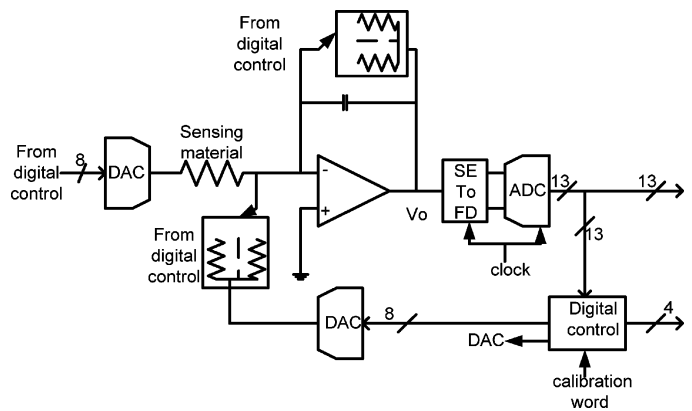 From
digital
control
From
digital
control
8
DAC
Sensing
material
-
+
Vo
SE
To
FD
ADC
13
13
13
clock
From
digital
control
DAC
8
Digital
control
4
DAC
calibration
word